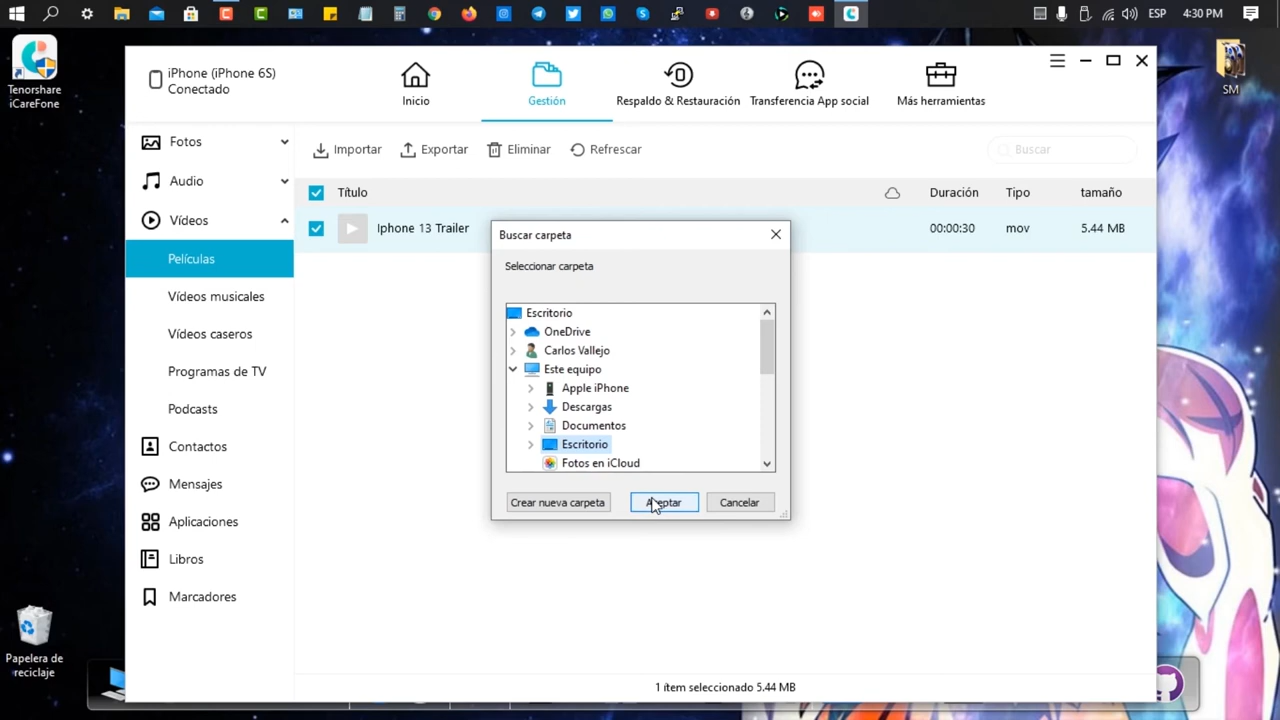 ESP 4:30 PM
Tenorshare iCareFone
SM
Papelera de reciclaje
iPhone (iPhone 6S)
Conectado
Inicio
Gestión
Respaldo & Restauración
Transferencia App social
Más herramientas
Fotos
Audio
Vídeos
Películas
Vídeos musicales
Vídeos caseros
Programas de TV
Podcasts
Contactos
Mensajes
Aplicaciones
Libros
Marcadores
Importar
Exportar
Eliminar
Refrescar
Buscar
Título
Duración
Tipo
tamaño
Iphone 13 Trailer
00:00:30
mov
5.44 MB
Buscar carpeta
Seleccionar carpeta
Escritorio
OneDrive
Carlos Vallejo
Este equipo
Apple iPhone
Descargas
Documentos
Escritorio
Fotos en iCloud
Crear nueva carpeta
Aceptar
Cancelar
1 ítem seleccionado 5.44 MB